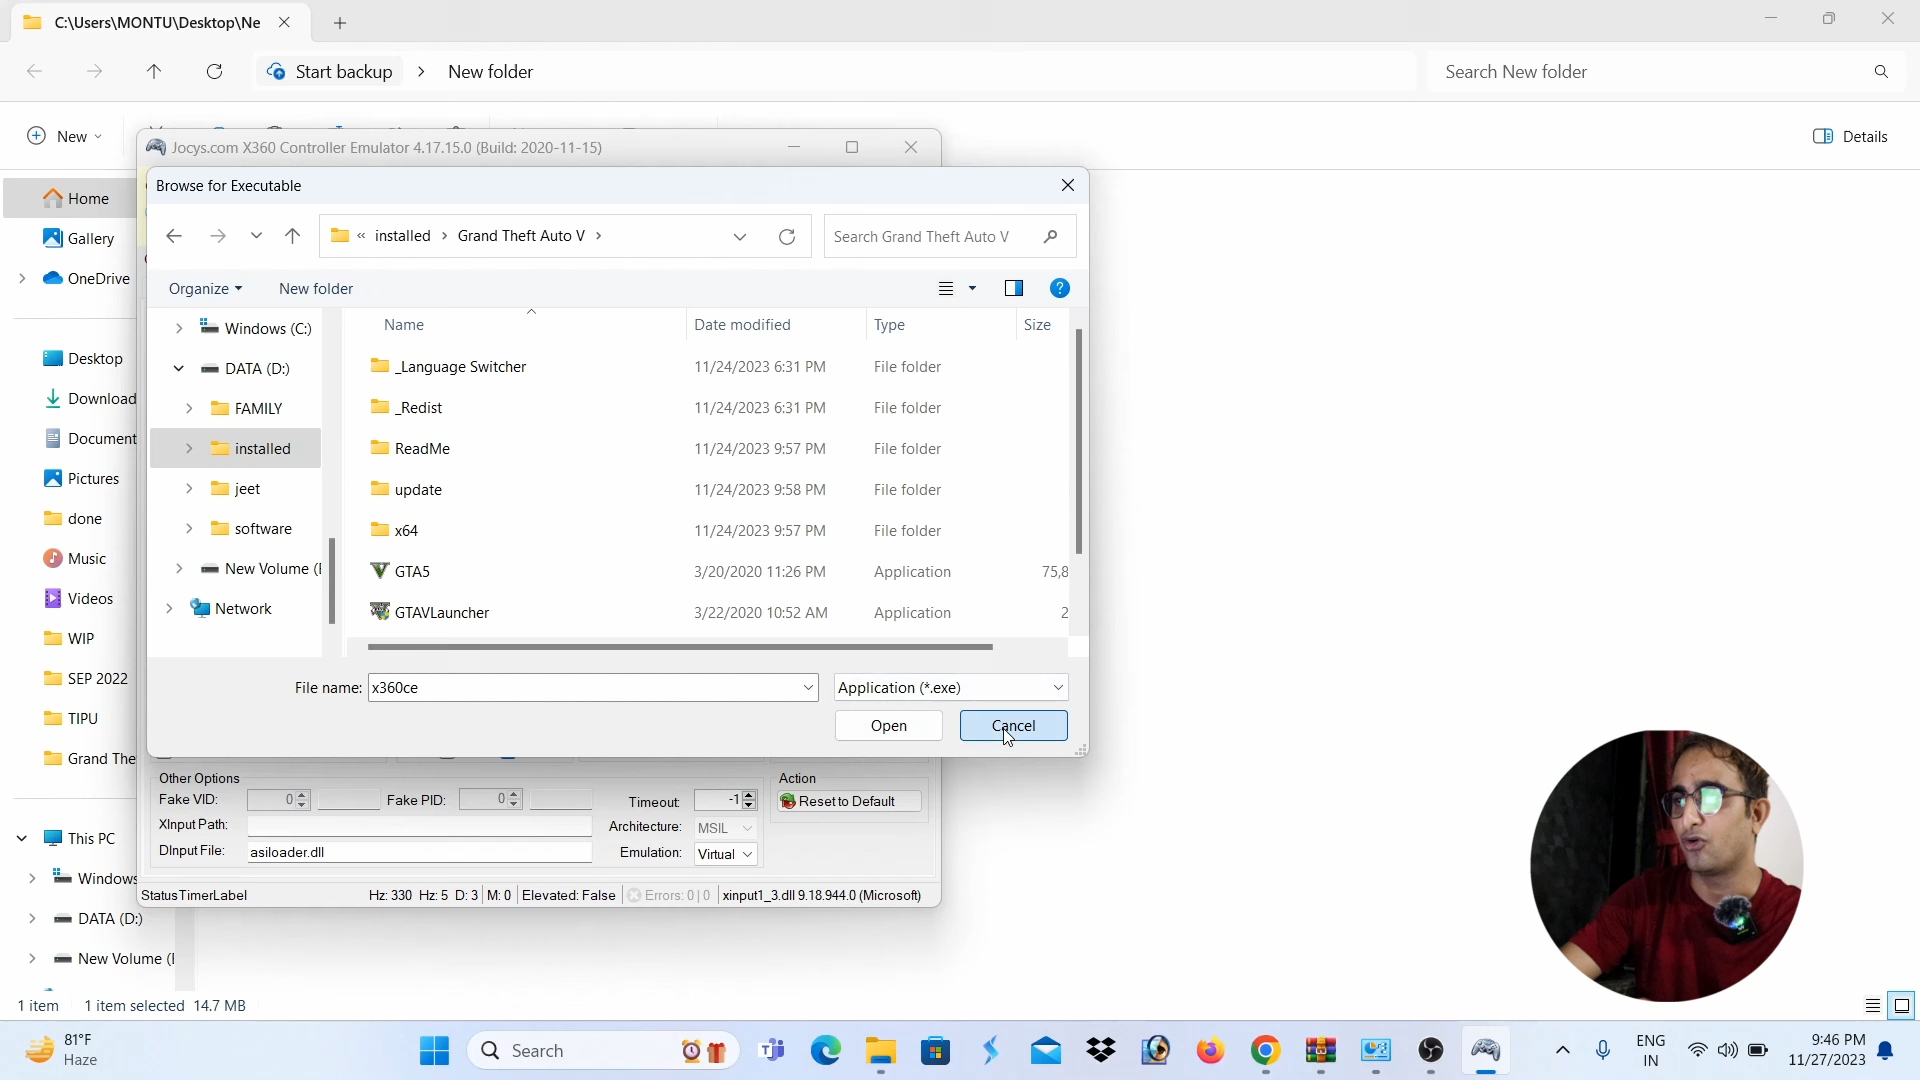 C:\Users\MONTU\Desktop\Ne
Start backup > New folder
Search New folder
New
Details
Jocys.com X360 Controller Emulator 4.17.15.0 (Build: 2020-11-15)
Browse for Executable
« installed > Grand Theft Auto V >
Search Grand Theft Auto V
Organize
New folder
Home
Gallery
OneDrive
Desktop
Download
Document
Pictures
done
Music
Videos
WIP
SEP 2022
TIPU
Grand The
This PC
Windows
DATA (D:)
New Volume (
Windows (C:)
DATA (D:)
FAMILY
installed
jeet
software
New Volume (
Network
Name Date modified Type Size
_Language Switcher 11/24/2023 6:31 PM File folder
_Redist 11/24/2023 6:31 PM File folder
ReadMe 11/24/2023 9:57 PM File folder
update 11/24/2023 9:58 PM File folder
x64 11/24/2023 9:57 PM File folder
GTA5 3/20/2020 11:26 PM Application 75,8
GTAVLauncher 3/22/2020 10:52 AM Application 2
File name: x360ce
Application (*.exe)
Open Cancel
Other Options
Action
Fake VID: 0 Fake PID: 0 Timeout: -1
Reset to Default
XInput Path: Architecture: MSIL
DInput File: asiloader.dll Emulation: Virtual
StatusTimerLabel Hz: 330 Hz: 5 D: 3 M: 0 Elevated: False Errors: 0 | 0 xinput1_3.dll 9.18.944.0 (Microsoft)
1 item 1 item selected 14.7 MB
81°F
Haze
Search
ENG
IN
9:46 PM
11/27/2023